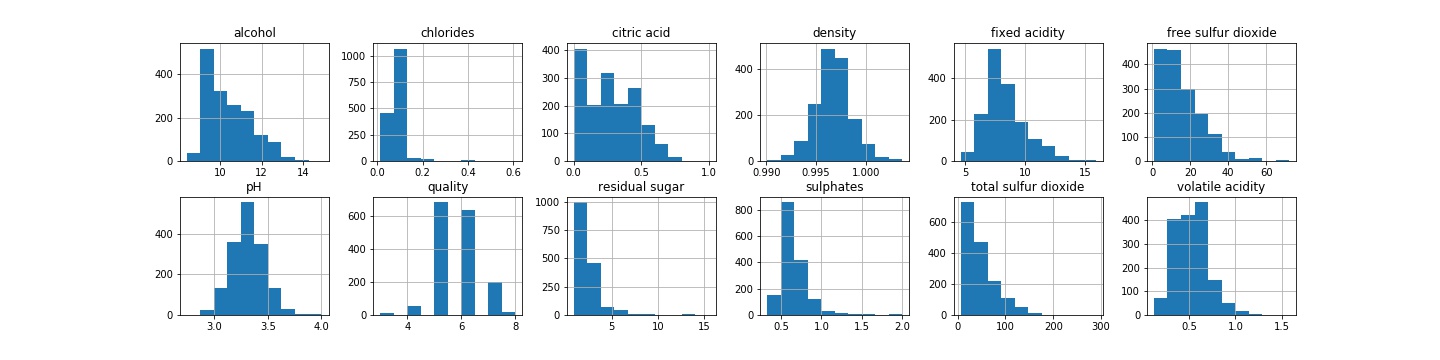 alcohol chlorides citric acid density fixed acidity free sulfur dioxide
400 200 0
10 12 14
1000 750 500 250 0
0.0 0.2 0.4 0.6
400 300 200 100 0
0.0 0.5 1.0
400 200 0
0.990 0.995 1.000
400 200 0
5 10 15
400 300 200 100 0
0 20 40 60
pH quality residual sugar sulphates total sulfur dioxide volatile acidity
400 200 0
3.0 3.5 4.0
600 400 200 0
4 6 8
1000 750 500 250 0
5 10 15
800 600 400 200 0
0.5 1.0 1.5 2.0
600 400 200 0
0 100 200 300
400 300 200 100 0
0.5 1.0 1.5